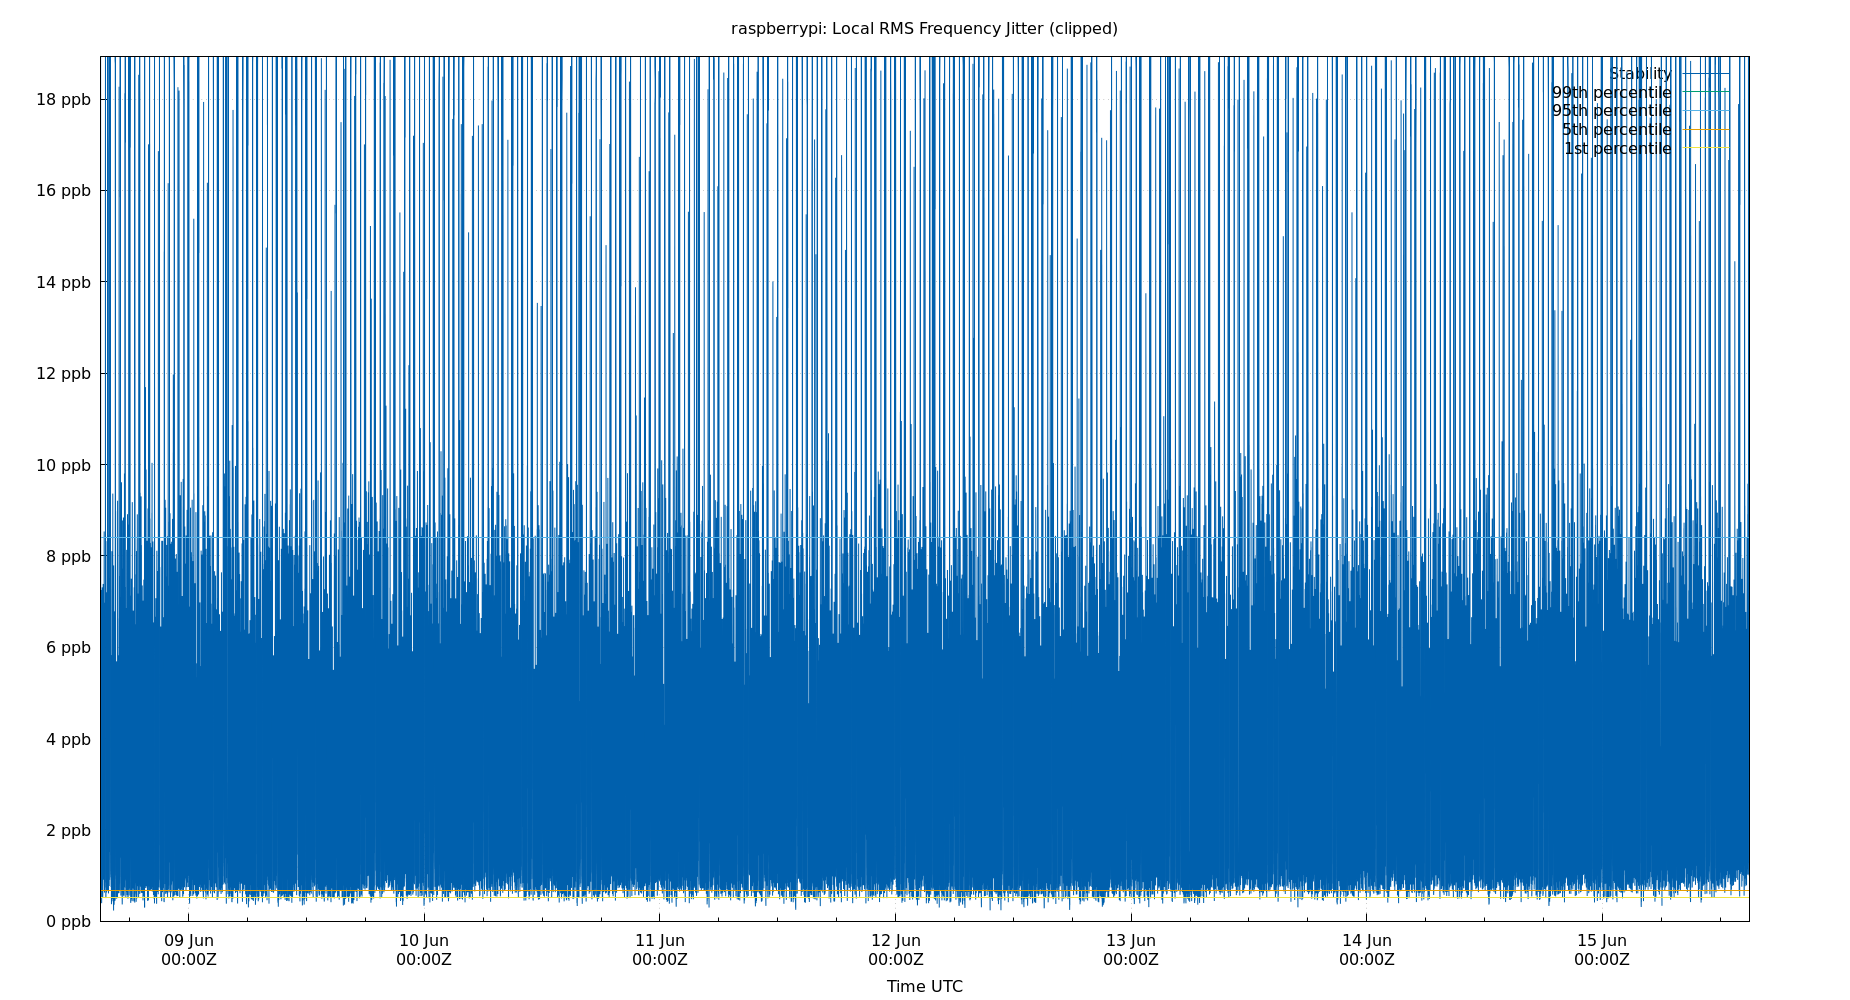 raspberrypi: Local RMS Frequency Jitter (clipped)
Stability
99th percentile
95th percentile
5th percentile
1st percentile
18 ppb
16 ppb
14 ppb
12 ppb
10 ppb
8 ppb
6 ppb
4 ppb
2 ppb
0 ppb
09 Jun 10 Jun 11 Jun 12 Jun 13 Jun 14 Jun 15 Jun
00:00Z 00:00Z 00:00Z 00:00Z 00:00Z 00:00Z 00:00Z
Time UTC